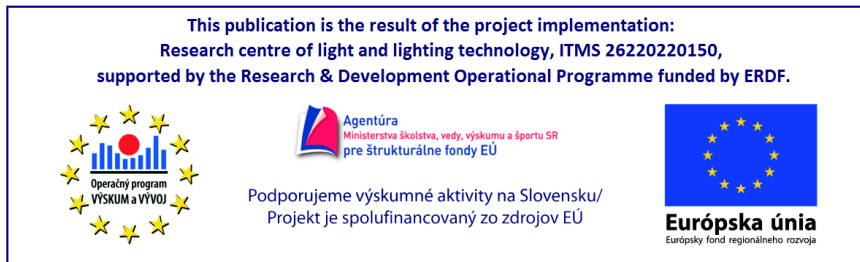 This publication is the result of the project implementation:
Research centre of light and lighting technology, ITMS 26220220150,
supported by the Research & Development Operational Programme funded by ERDF.
Operačný program
VÝSKUM a VÝVOJ
Agentúra
Ministerstva školstva, vedy, výskumu a športu SR
pre štrukturálne fondy EÚ
Podporujeme výskumné aktivity na Slovensku/
Projekt je spolufinancovaný zo zdrojov EÚ
Európska únia
Európsky fond regionálneho rozvoja